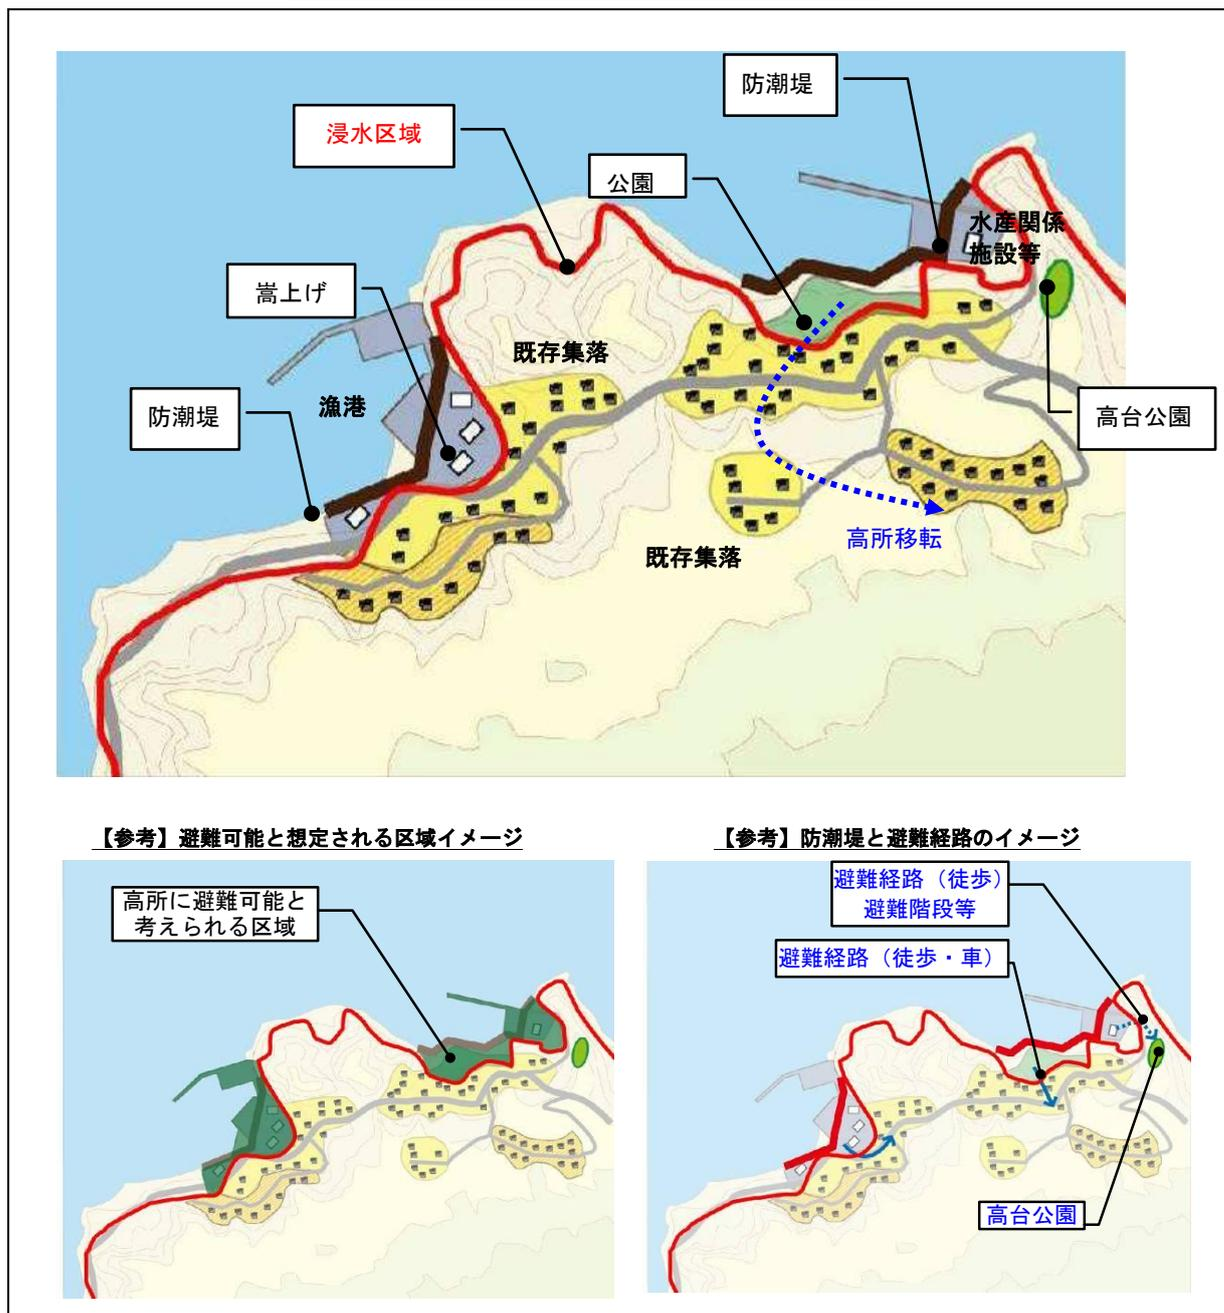 防潮堤
浸水区域
公園
水産関係
施設等
嵩上げ
既存集落
漁港
防潮堤
高台公園
高所移転
既存集落
【参考】避難可能と想定される区域イメージ
高所に避難可能と
考えられる区域
【参考】防潮堤と避難経路のイメージ
避難経路（徒歩）
避難階段等
避難経路（徒歩・車）
高台公園